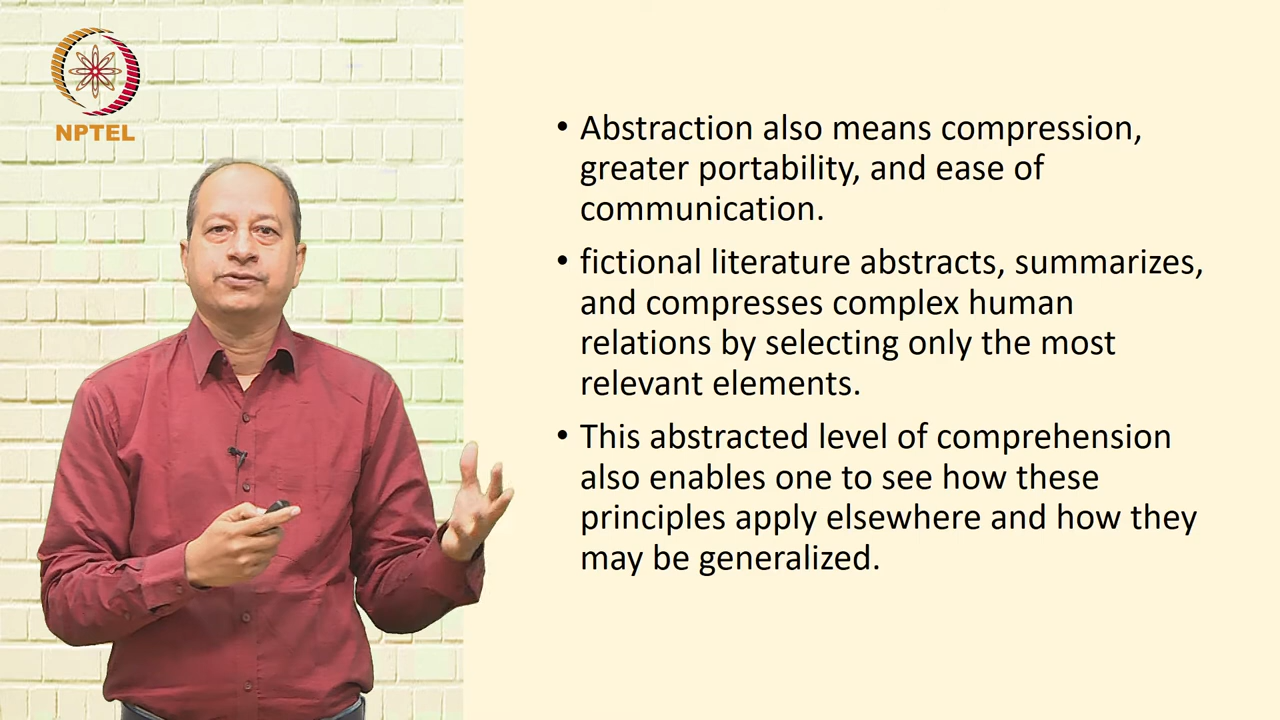 NPTEL
• Abstraction also means compression,
greater portability, and ease of
communication.
• fictional literature abstracts, summarizes,
and compresses complex human
relations by selecting only the most
relevant elements.
• This abstracted level of comprehension
also enables one to see how these
principles apply elsewhere and how they
may be generalized.